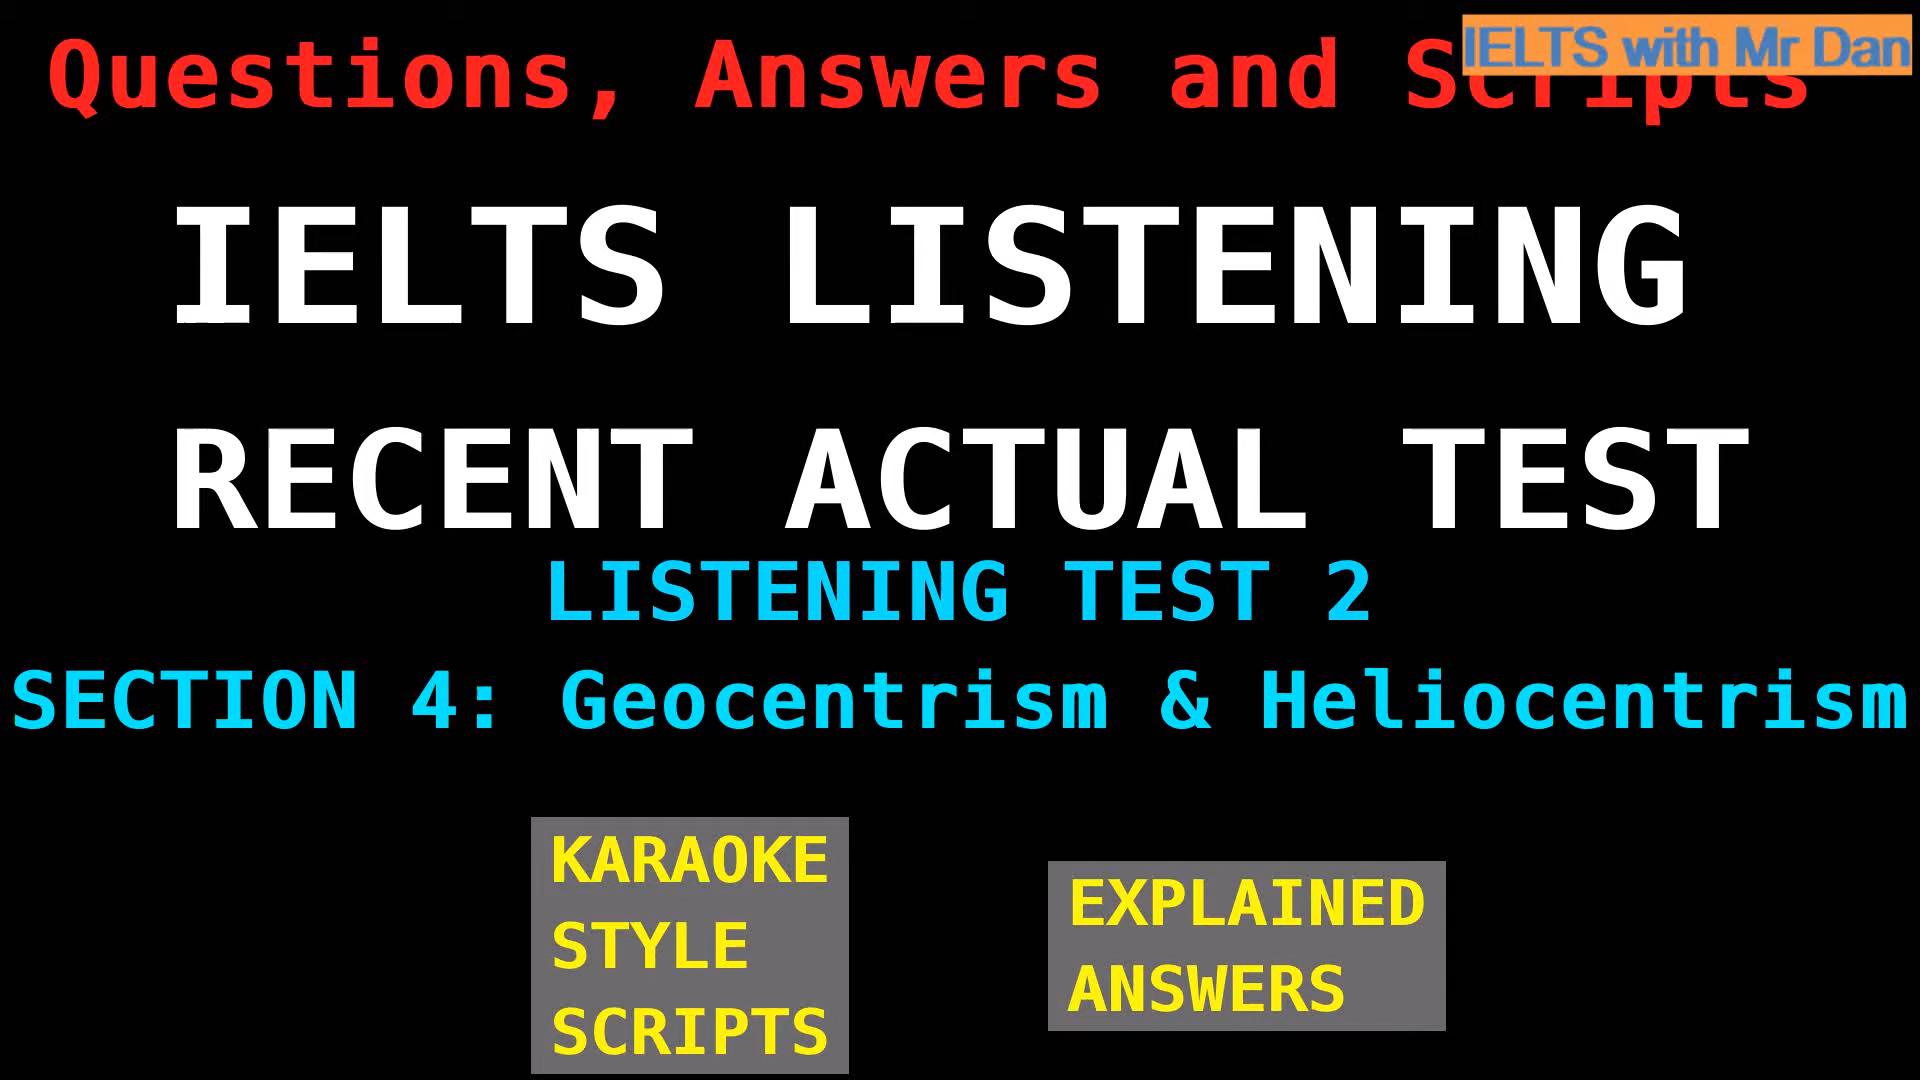 Questions, Answers and Scripts
IELTS with Mr Dan
IELTS LISTENING
RECENT ACTUAL TEST
LISTENING TEST 2
SECTION 4: Geocentrism & Heliocentrism
KARAOKE
STYLE
SCRIPTS
EXPLAINED
ANSWERS